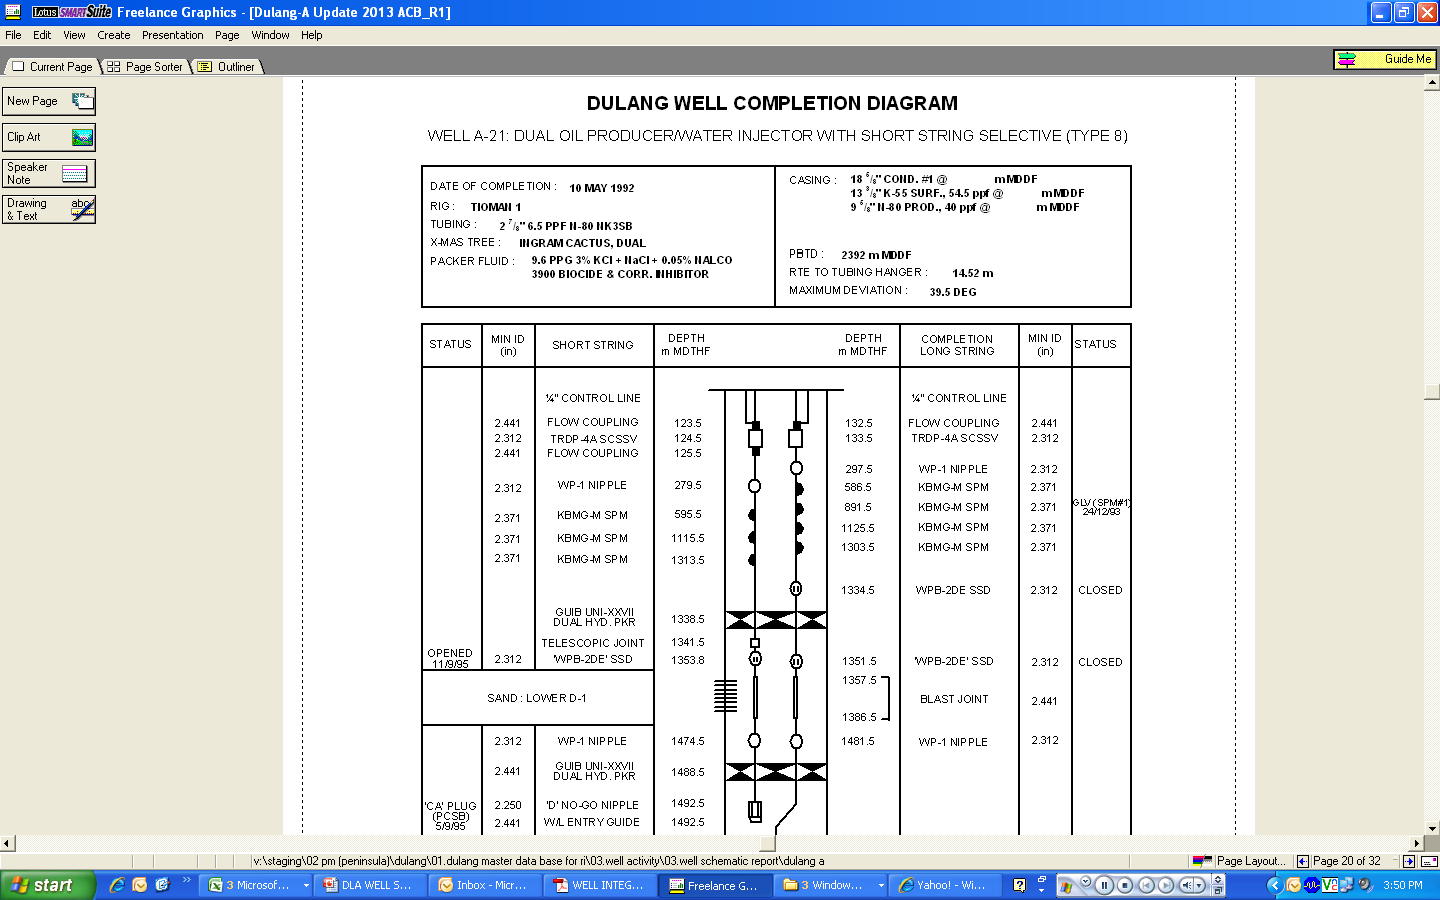 Lotus SMARTSuite Freelance Graphics - [Dulang-A Update 2013 ACB_R1]
File Edit View Create Presentation Page Window Help
Current Page Page Sorter Outliner
Guide Me
New Page
Clip Art
Speaker Note
Drawing & Text
abc
DULANG WELL COMPLETION DIAGRAM
WELL A-21: DUAL OIL PRODUCER/WATER INJECTOR WITH SHORT STRING SELECTIVE (TYPE 8)
DATE OF COMPLETION : 10 MAY 1992
RIG : TIOMAN 1
TUBING : 2 7/8" 6.5 PPF N-80 NK3SB
X-MAS TREE : INGRAM CACTUS, DUAL
PACKER FLUID : 9.6 PPG 3% KCl + NaCl + 0.05% NALCO
3900 BIOCIDE & CORR. INHIBITOR
CASING : 18 5/8" COND. #1 @ m MDDF
13 3/8" K-55 SURF., 54.5 ppf @ m MDDF
9 5/8" N-80 PROD., 40 ppf @ m MDDF
PBTD : 2392 m MDDF
RTE TO TUBING HANGER : 14.52 m
MAXIMUM DEVIATION : 39.5 DEG
STATUS MIN ID (in) SHORT STRING DEPTH m MDTHF DEPTH m MDTHF COMPLETION LONG STRING MIN ID (in) STATUS
¼" CONTROL LINE ¼" CONTROL LINE
2.441 FLOW COUPLING 123.5 132.5 FLOW COUPLING 2.441
2.312 TRDP-4A SCSSV 124.5 133.5 TRDP-4A SCSSV 2.312
2.441 FLOW COUPLING 125.5
297.5 WP-1 NIPPLE 2.312
2.312 WP-1 NIPPLE 279.5 586.5 KBMG-M SPM 2.371
891.5 KBMG-M SPM 2.371 GLV (SPM#1) 24/12/93
2.371 KBMG-M SPM 595.5
1125.5 KBMG-M SPM 2.371
2.371 KBMG-M SPM 1115.5
1303.5 KBMG-M SPM 2.371
2.371 KBMG-M SPM 1313.5
1334.5 WPB-2DE SSD 2.312 CLOSED
GUIB UNI-XXVII
DUAL HYD. PKR 1338.5
TELESCOPIC JOINT 1341.5
OPENED 11/9/95 2.312 'WPB-2DE' SSD 1353.8 1351.5 'WPB-2DE' SSD 2.312 CLOSED
1357.5
SAND : LOWER D-1 BLAST JOINT 2.441
1386.5
2.312 WP-1 NIPPLE 1474.5 1481.5 WP-1 NIPPLE 2.312
2.441 GUIB UNI-XXVII DUAL HYD. PKR 1488.5
'CA' PLUG (PCSB) 5/9/95 2.250 'D' NO-GO NIPPLE 1492.5
2.441 W/L ENTRY GUIDE 1492.5
v:\staging\02 pm (peninsula)\dulang\01.dulang master data base for ri\03.well activity\03.well schematic report\dulang a
Page Layout... Page 20 of 32
start
3 Microsof... DLA WELL S... Inbox - Micr... WELL INTEG... Freelance G... 3 Window... Yahoo! - Wi... 3:50 PM